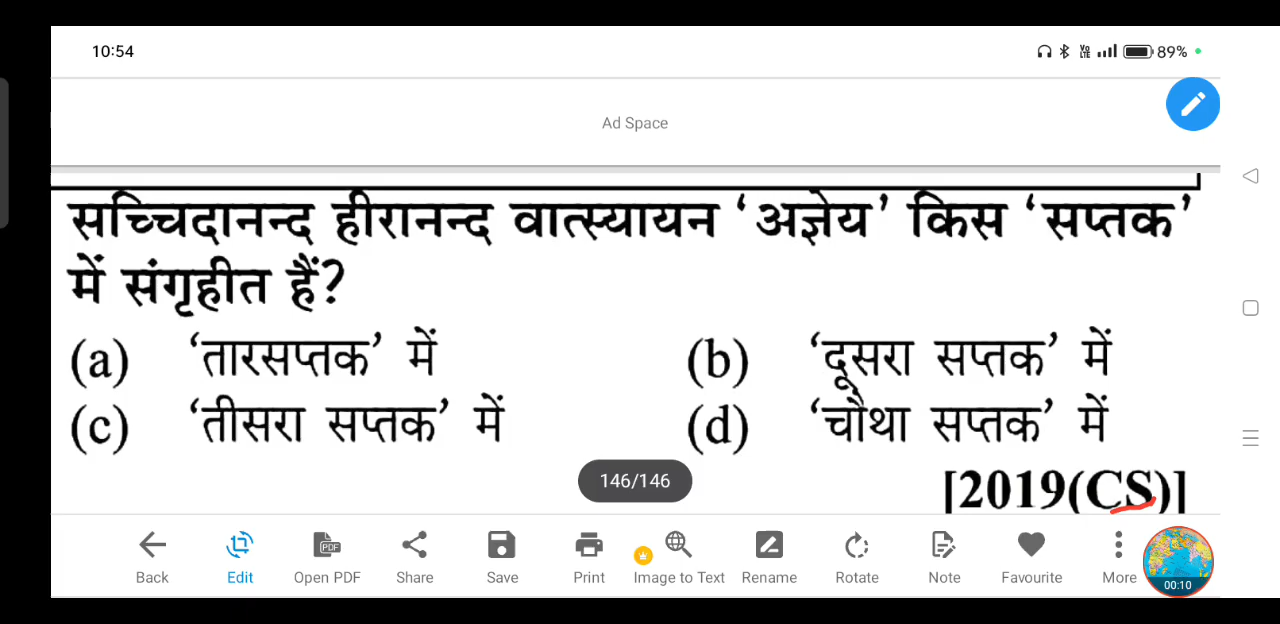 10:54
89%
Ad Space
सच्चिदानन्द हीरानन्द वात्स्यायन ‘अज्ञेय’ किस ‘सप्तक’
में संगृहीत हैं?
(a) ‘तारसप्तक’ में (b) ‘दूसरा सप्तक’ में
(c) ‘तीसरा सप्तक’ में (d) ‘चौथा सप्तक’ में
146/146
[2019(CS)]
PDF
Back Edit Open PDF Share Save Print Image to Text Rename Rotate Note Favourite More
00:10